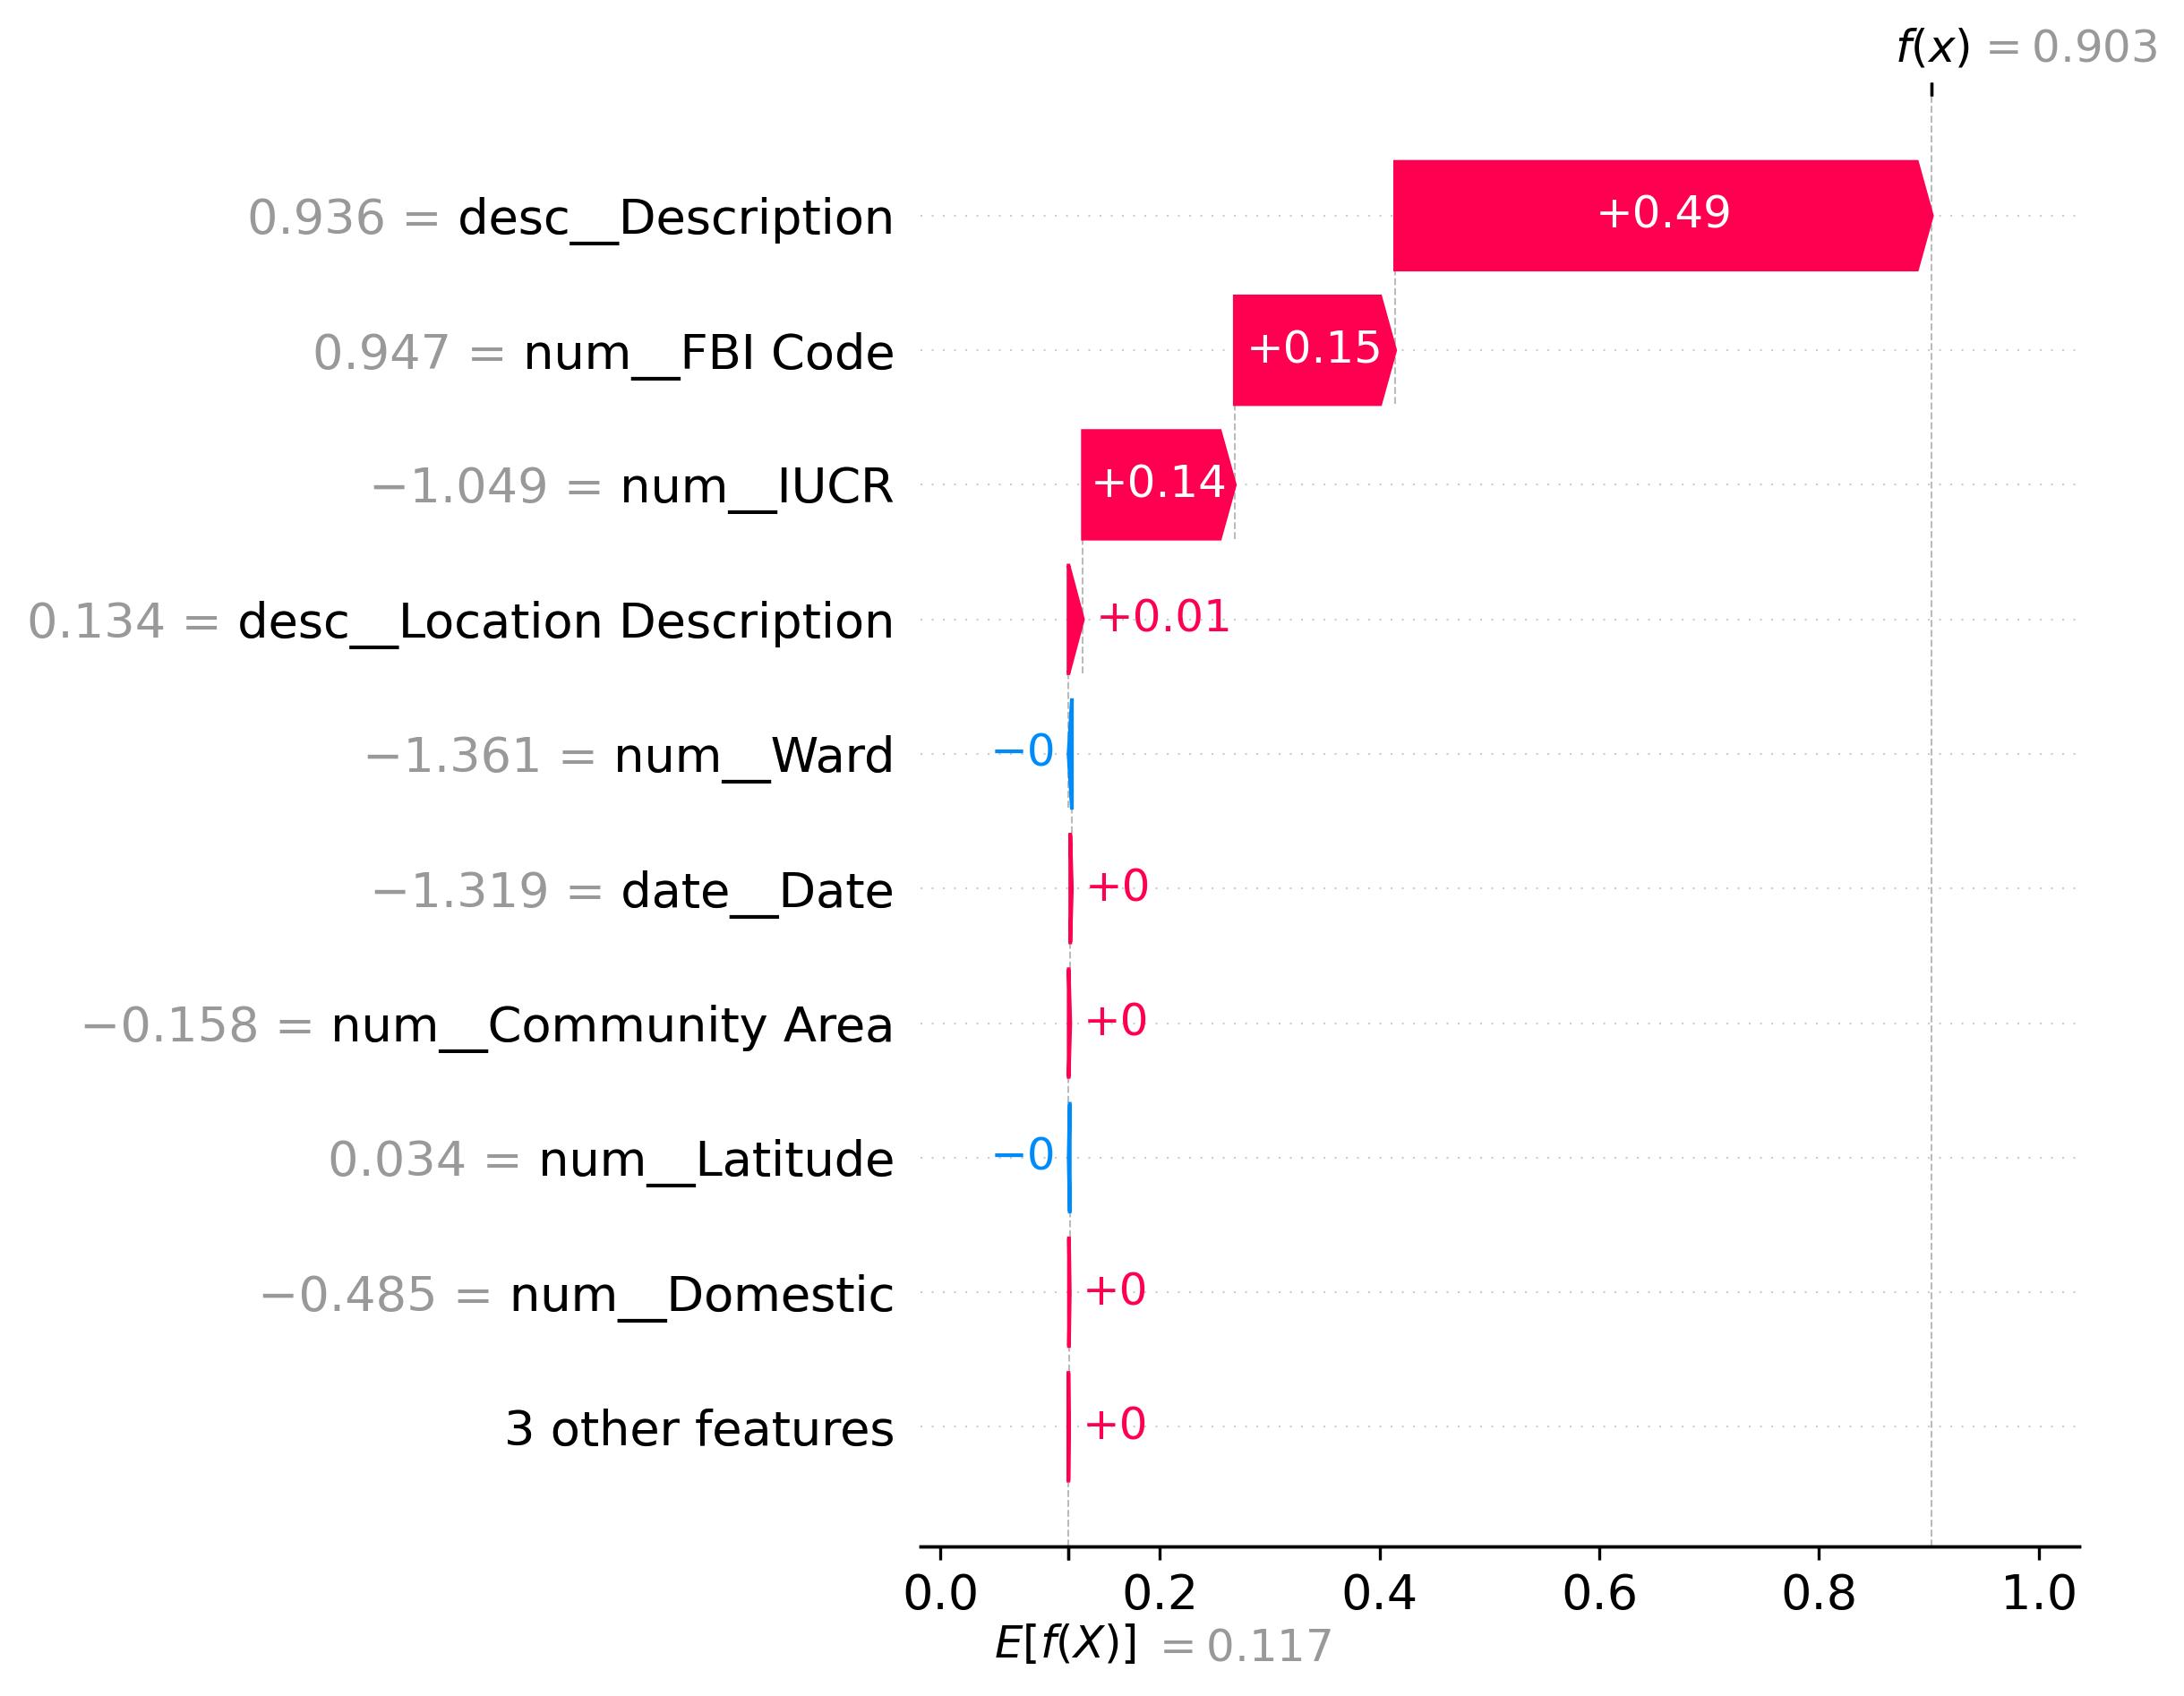 f(x) = 0.903
0.936 = desc__Description +0.49
0.947 = num__FBI Code +0.15
−1.049 = num__IUCR +0.14
0.134 = desc__Location Description +0.01
−1.361 = num__Ward −0
−1.319 = date__Date +0
−0.158 = num__Community Area +0
0.034 = num__Latitude −0
−0.485 = num__Domestic +0
3 other features +0
0.0 0.2 0.4 0.6 0.8 1.0
E[f(X)] = 0.117